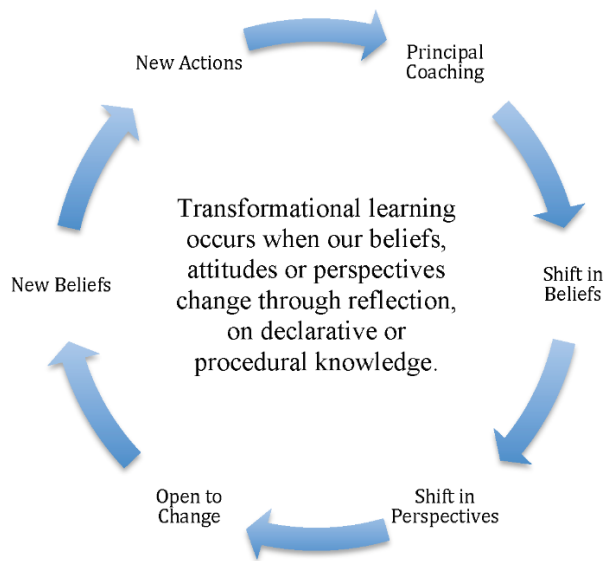 New Actions
Principal
Coaching
Transformational learning
occurs when our beliefs,
attitudes or perspectives
change through reflection,
on declarative or
procedural knowledge.
New Beliefs
Shift in
Beliefs
Open to
Change
Shift in
Perspectives